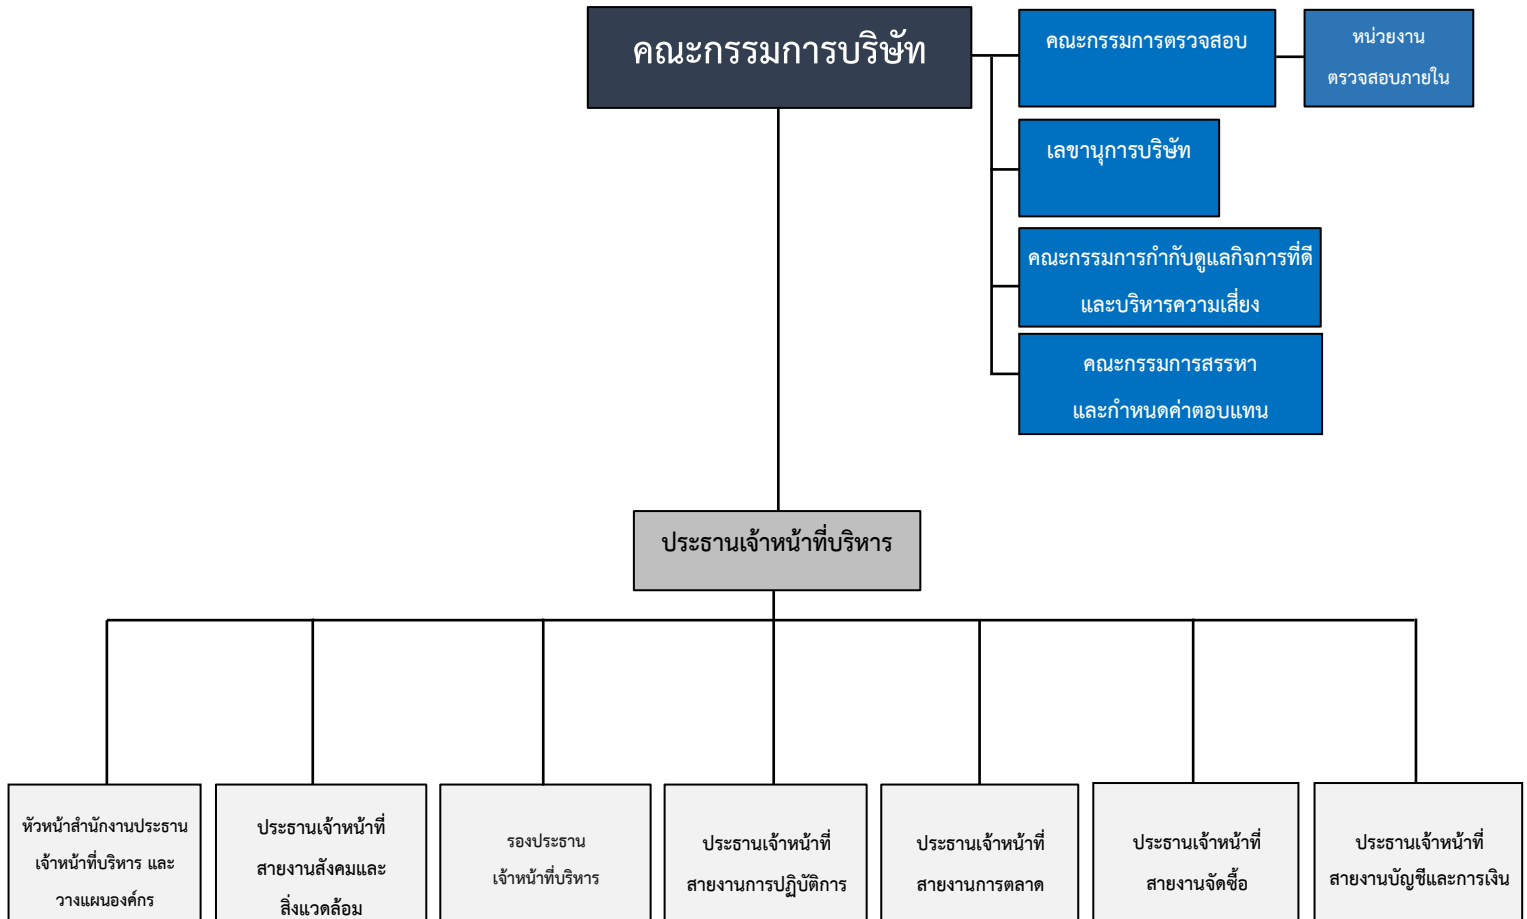 คณะกรรมการบริษัท
คณะกรรมการตรวจสอบ
หน่วยงาน
ตรวจสอบภายใน
เลขานุการบริษัท
คณะกรรมการกำกับดูแลกิจการที่ดี
และบริหารความเสี่ยง
คณะกรรมการสรรหา
และกำหนดค่าตอบแทน
ประธานเจ้าหน้าที่บริหาร
หัวหน้าสำนักงานประธาน
เจ้าหน้าที่บริหาร และ
วางแผนองค์กร
ประธานเจ้าหน้าที่
สายงานสังคมและ
สิ่งแวดล้อม
รองประธาน
เจ้าหน้าที่บริหาร
ประธานเจ้าหน้าที่
สายงานการปฏิบัติการ
ประธานเจ้าหน้าที่
สายงานการตลาด
ประธานเจ้าหน้าที่
สายงานจัดซื้อ
ประธานเจ้าหน้าที่
สายงานบัญชีและการเงิน